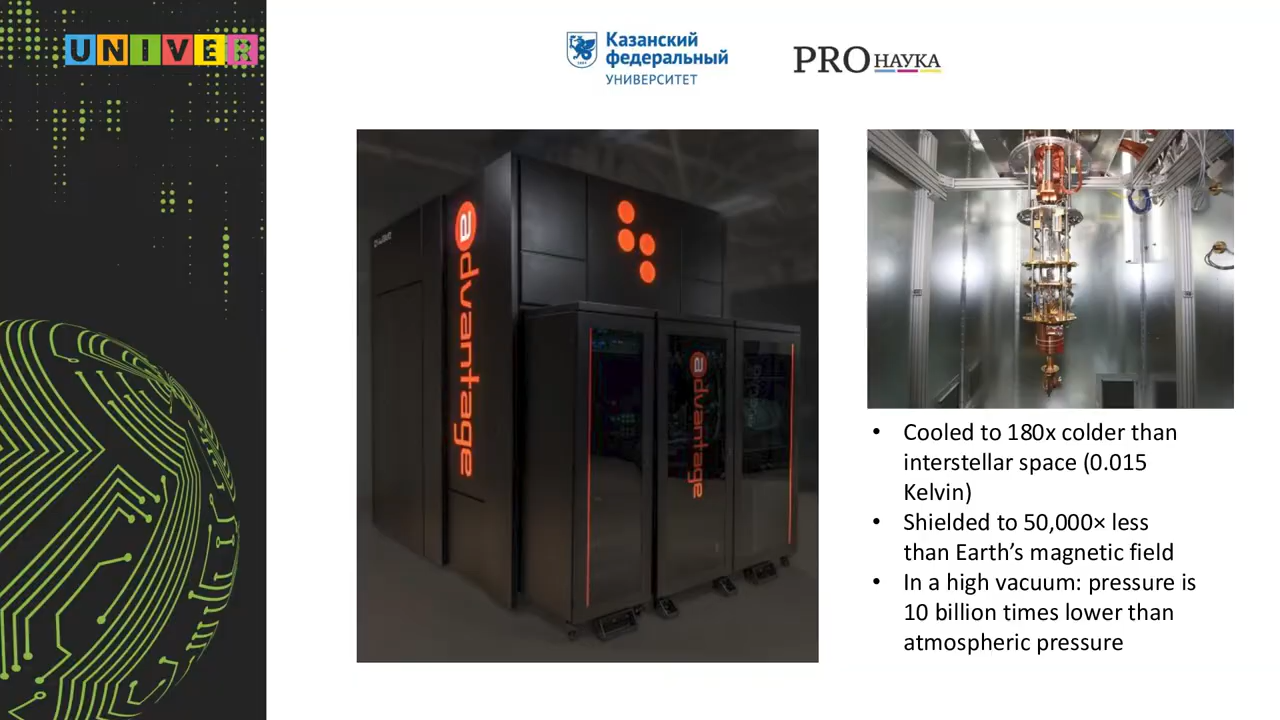 UNIVER
Казанский
федеральный
УНИВЕРСИТЕТ
PRO НАУКА
advantage
advantage
• Cooled to 180x colder than
interstellar space (0.015
Kelvin)
• Shielded to 50,000× less
than Earth’s magnetic field
• In a high vacuum: pressure is
10 billion times lower than
atmospheric pressure